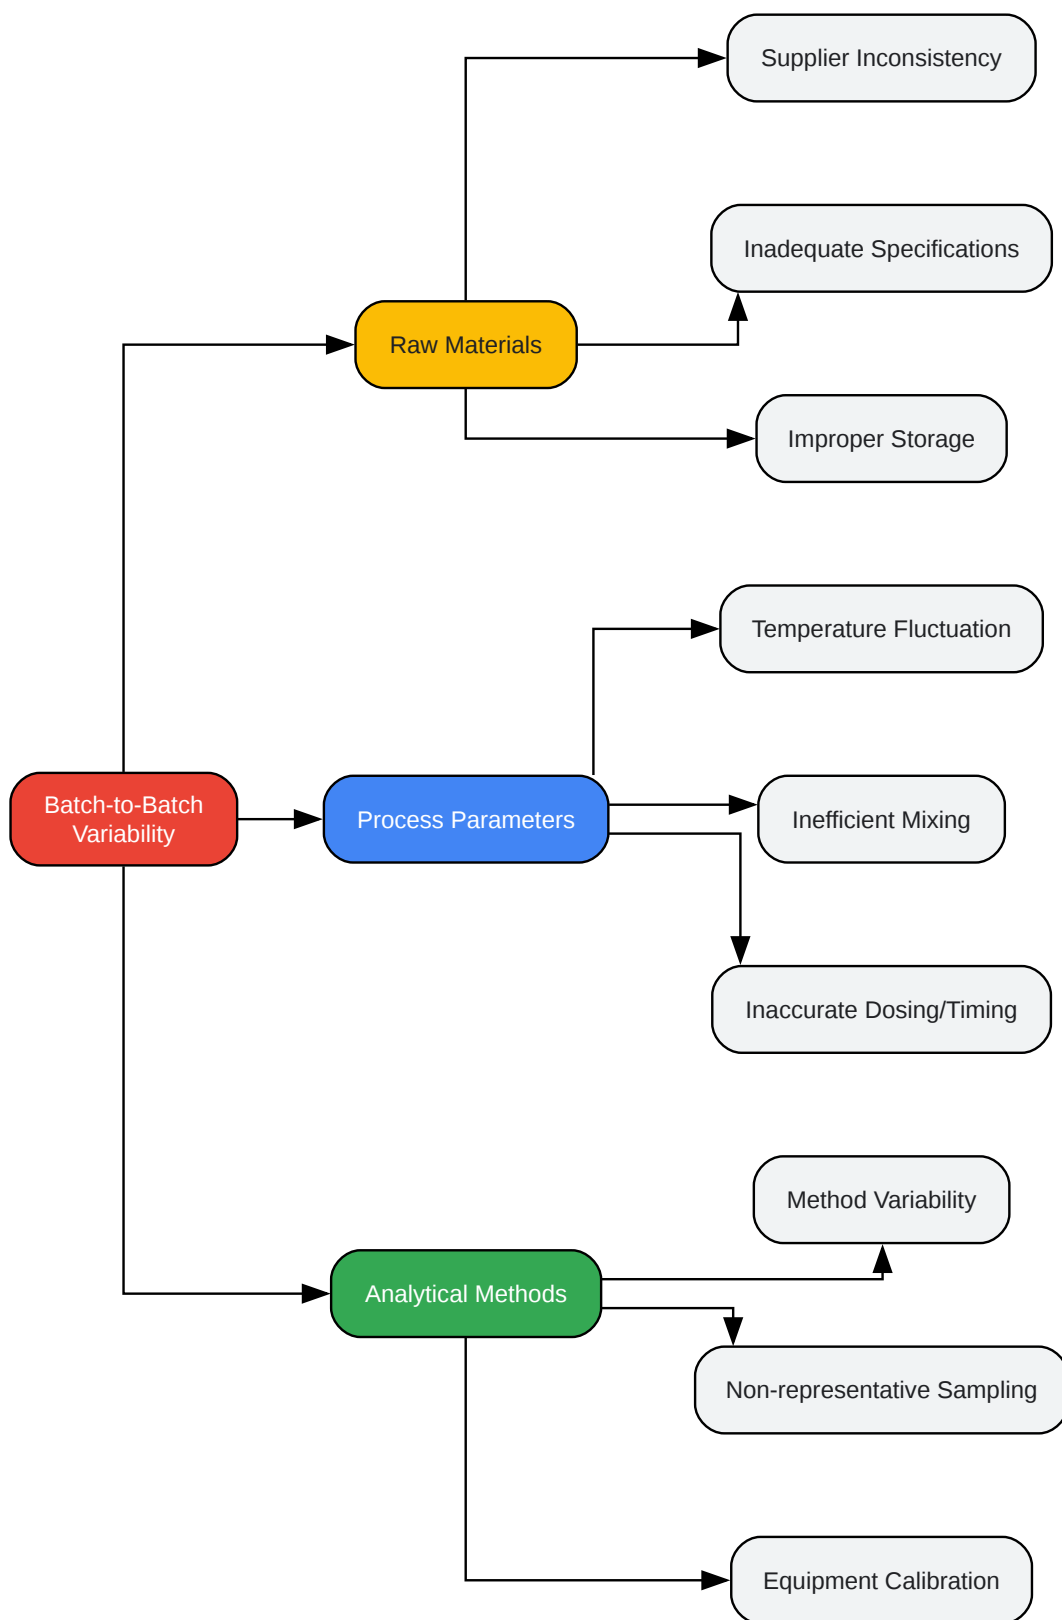 Supplier Inconsistency
Inadequate Specifications
Raw Materials
Improper Storage
Temperature Fluctuation
Batch-to-Batch
Variability
Process Parameters
Inefficient Mixing
Inaccurate Dosing/Timing
Method Variability
Analytical Methods
Non-representative Sampling
Equipment Calibration